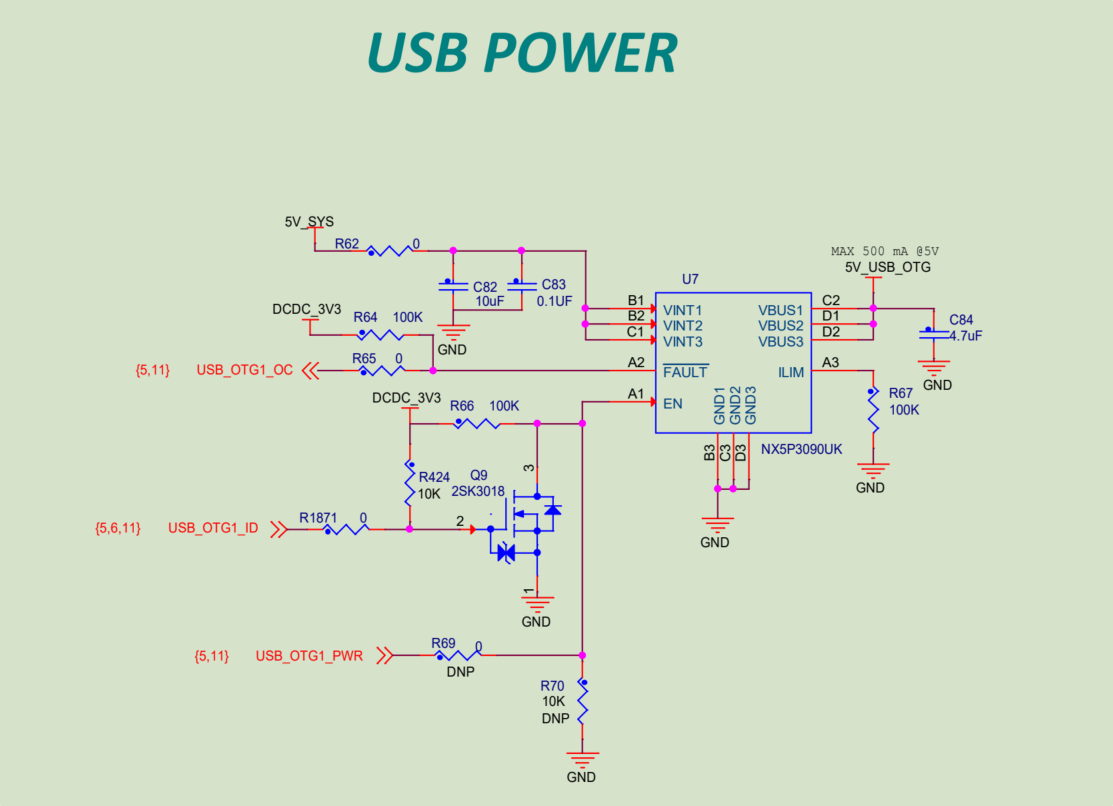 USB POWER
5V_SYS
R62 0
MAX 500 mA @5V
5V_USB_OTG
U7
C82
10uF
C83
0.1UF
B1 VINT1 VBUS1 C2
B2 VINT2 VBUS2 D1
C1 VINT3 VBUS3 D2
C84
4.7uF
DCDC_3V3
R64 100K
GND
GND
{5,11} USB_OTG1_OC
R65 0
A2 FAULT ILIM A3
R67
100K
A1 EN
GND1
GND2
GND3
DCDC_3V3
R66 100K
B3
C3
D3
NX5P3090UK
GND
GND
R424
10K
Q9
2SK3018
3
{5,6,11} USB_OTG1_ID
R1871 0
2
1
GND
{5,11} USB_OTG1_PWR
R69 0
DNP
R70
10K
DNP
GND